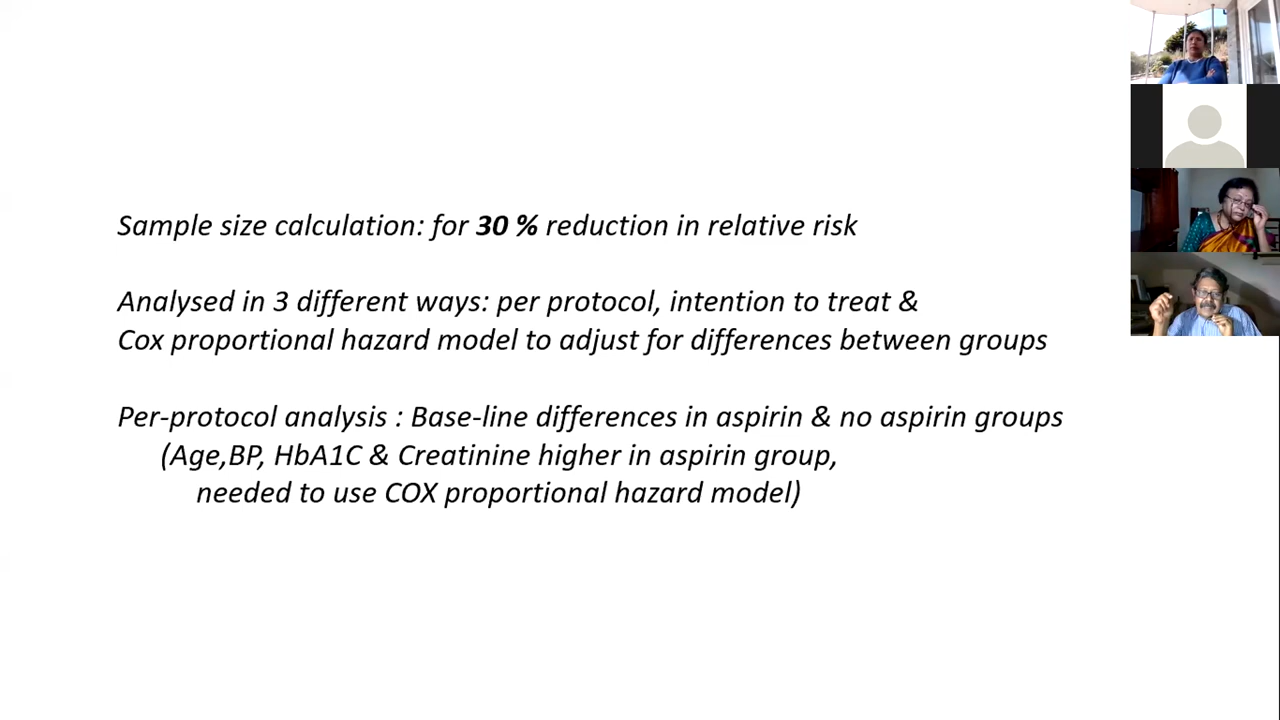 Sample size calculation: for 30 % reduction in relative risk
Analysed in 3 different ways: per protocol, intention to treat &
Cox proportional hazard model to adjust for differences between groups
Per-protocol analysis : Base-line differences in aspirin & no aspirin groups
(Age,BP, HbA1C & Creatinine higher in aspirin group,
needed to use COX proportional hazard model)